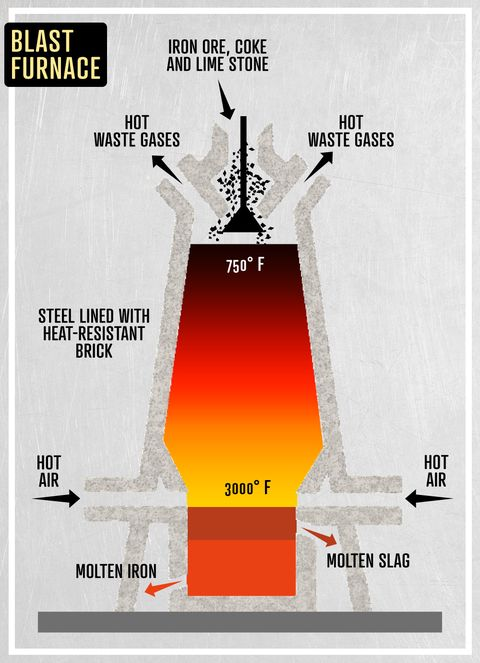 BLAST
FURNACE
IRON ORE, COKE
AND LIME STONE
HOT
WASTE GASES
HOT
WASTE GASES
750° F
STEEL LINED WITH
HEAT-RESISTANT
BRICK
HOT
AIR
3000° F
HOT
AIR
MOLTEN IRON
MOLTEN SLAG